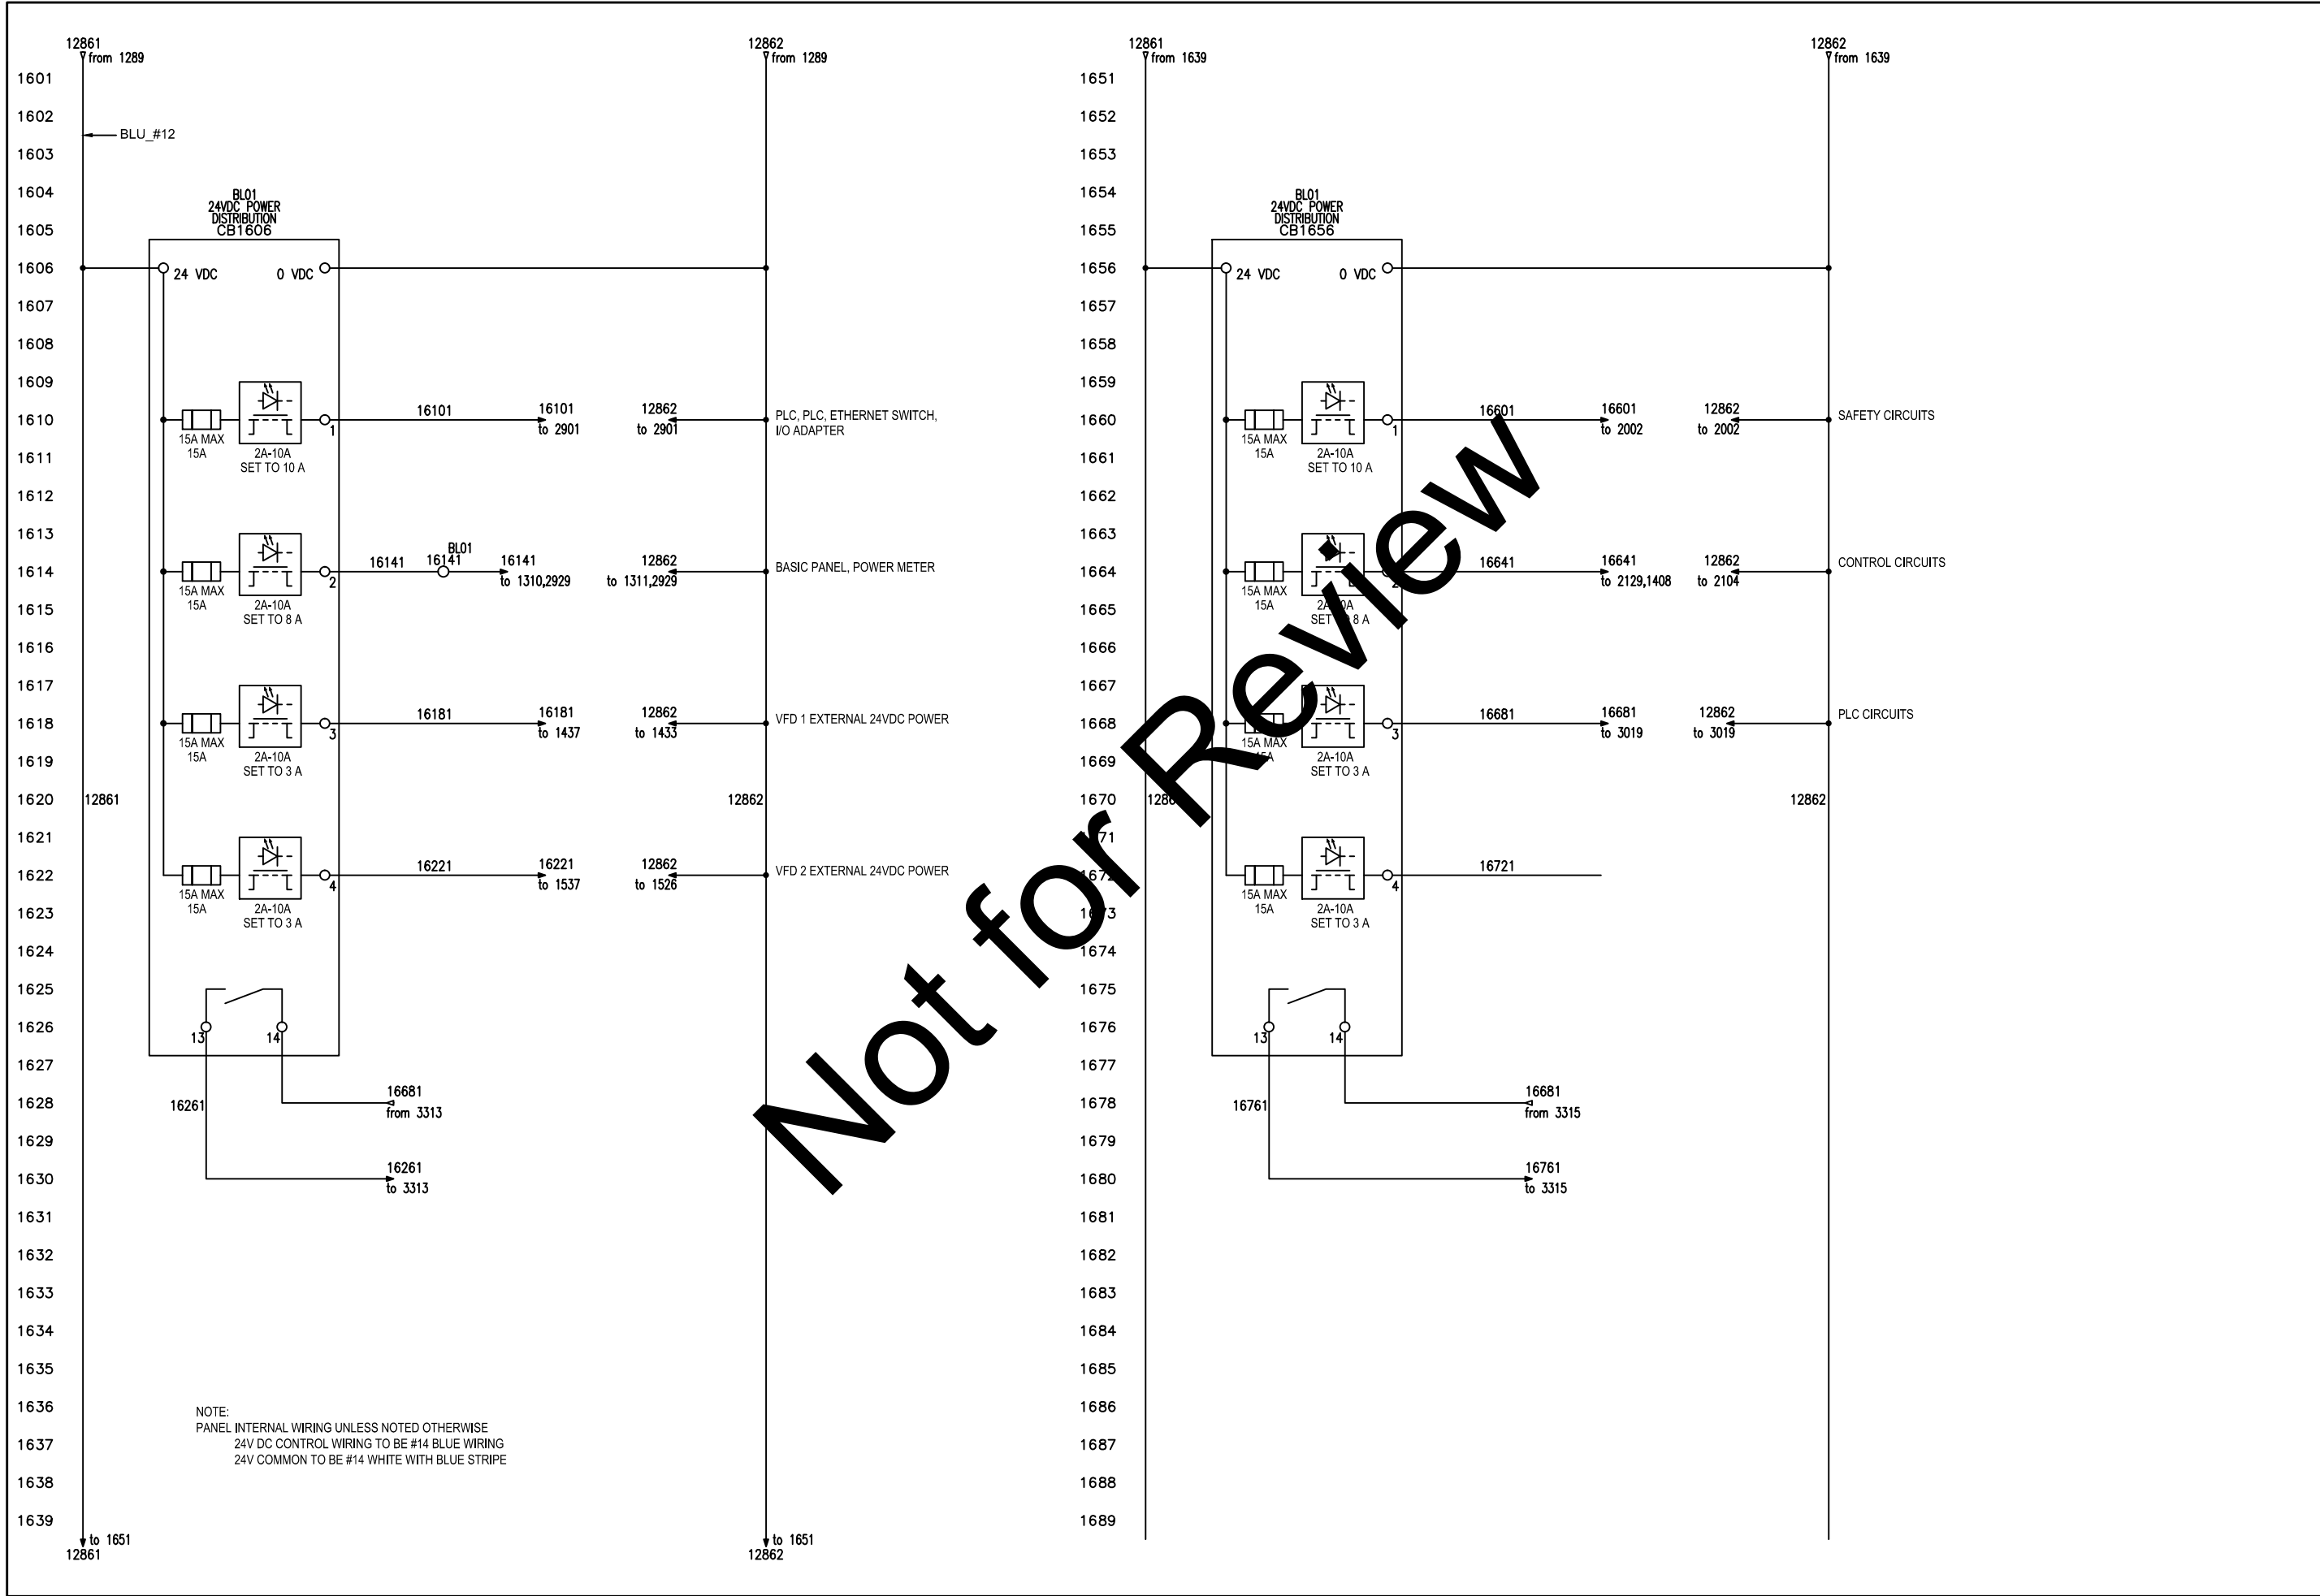 12861
from 1289
12862
from 1289
1601
1602
BLU_#12
1603
1604
BL01
24VDC POWER
DISTRIBUTION
1605
CB1606
1606
24 VDC
0 VDC
1607
1608
1609
1610
15A MAX
15A
2A-10A
SET TO 10 A
1
16101
16101
to 2901
12862
to 2901
PLC, PLC, ETHERNET SWITCH,
I/O ADAPTER
1611
1612
1613
1614
15A MAX
15A
2A-10A
SET TO 8 A
2
16141
BL01
16141
16141
to 1310,2929
12862
to 1311,2929
BASIC PANEL, POWER METER
1615
1616
1617
1618
15A MAX
15A
2A-10A
SET TO 3 A
3
16181
16181
to 1437
12862
to 1433
VFD 1 EXTERNAL 24VDC POWER
1619
1620
12861
12862
1621
1622
15A MAX
15A
2A-10A
SET TO 3 A
4
16221
16221
to 1537
12862
to 1526
VFD 2 EXTERNAL 24VDC POWER
1623
1624
1625
1626
13
14
1627
1628
16261
16681
from 3313
1629
1630
16261
to 3313
1631
1632
1633
1634
1635
1636
NOTE:
PANEL INTERNAL WIRING UNLESS NOTED OTHERWISE
1637
24V DC CONTROL WIRING TO BE #14 BLUE WIRING
24V COMMON TO BE #14 WHITE WITH BLUE STRIPE
1638
1639
to 1651
12861
to 1651
12862
Not for Review
12861
from 1639
12862
from 1639
1651
1652
1653
1654
BL01
24VDC POWER
DISTRIBUTION
1655
CB1656
1656
24 VDC
0 VDC
1657
1658
1659
1660
15A MAX
15A
2A-10A
SET TO 10 A
1
16601
16601
to 2002
12862
to 2002
SAFETY CIRCUITS
1661
1662
1663
1664
15A MAX
15A
2A-10A
SET TO 8 A
2
16641
16641
to 2129,1408
12862
to 2104
CONTROL CIRCUITS
1665
1666
1667
1668
15A MAX
15A
2A-10A
SET TO 3 A
3
16681
16681
to 3019
12862
to 3019
PLC CIRCUITS
1669
1670
12862
1671
1672
15A MAX
15A
2A-10A
SET TO 3 A
4
16721
1673
1674
1675
1676
13
14
1677
1678
16761
16681
from 3315
1679
1680
16761
to 3315
1681
1682
1683
1684
1685
1686
1687
1688
1689